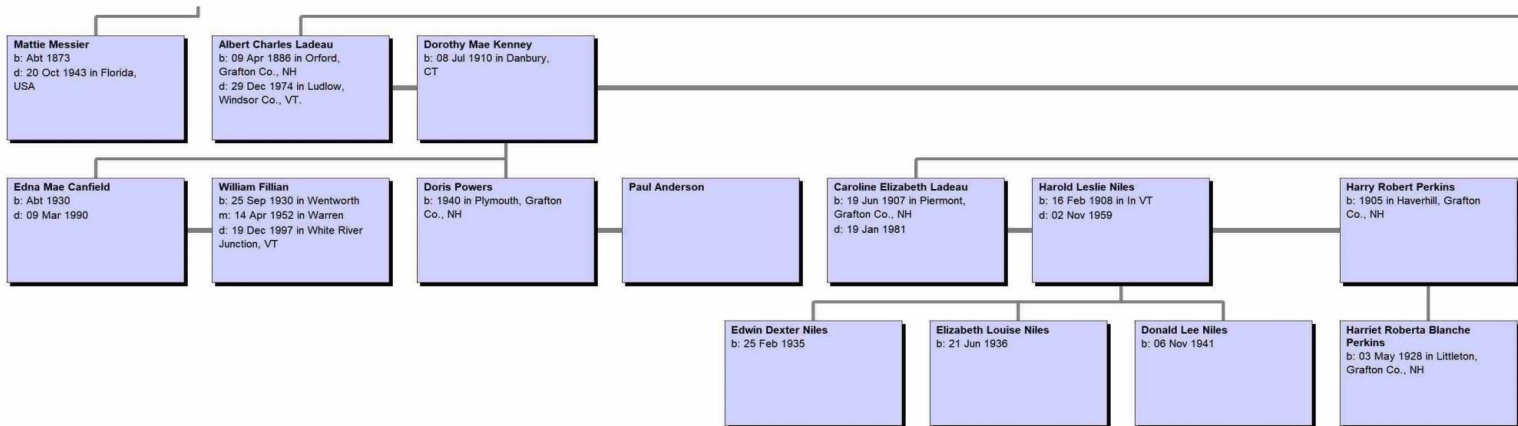 Mattie Messier
b: Abt 1873
d: 20 Oct 1943 in Florida,
USA
Albert Charles Ladeau
b: 09 Apr 1886 in Orford,
Grafton Co., NH
d: 29 Dec 1974 in Ludlow,
Windsor Co., VT.
Dorothy Mae Kenney
b: 08 Jul 1910 in Danbury,
CT
Edna Mae Canfield
b: Abt 1930
d: 09 Mar 1990
William Fillian
b: 25 Sep 1930 in Wentworth
m: 14 Apr 1952 in Warren
d: 19 Dec 1997 in White River
Junction, VT
Doris Powers
b: 1940 in Plymouth, Grafton
Co., NH
Paul Anderson
Caroline Elizabeth Ladeau
b: 19 Jun 1907 in Piermont,
Grafton Co., NH
d: 19 Jan 1981
Harold Leslie Niles
b: 16 Feb 1908 in In VT
d: 02 Nov 1959
Harry Robert Perkins
b: 1905 in Haverhill, Grafton
Co., NH
Edwin Dexter Niles
b: 25 Feb 1935
Elizabeth Louise Niles
b: 21 Jun 1936
Donald Lee Niles
b: 06 Nov 1941
Harriet Roberta Blanche
Perkins
b: 03 May 1928 in Littleton,
Grafton Co., NH